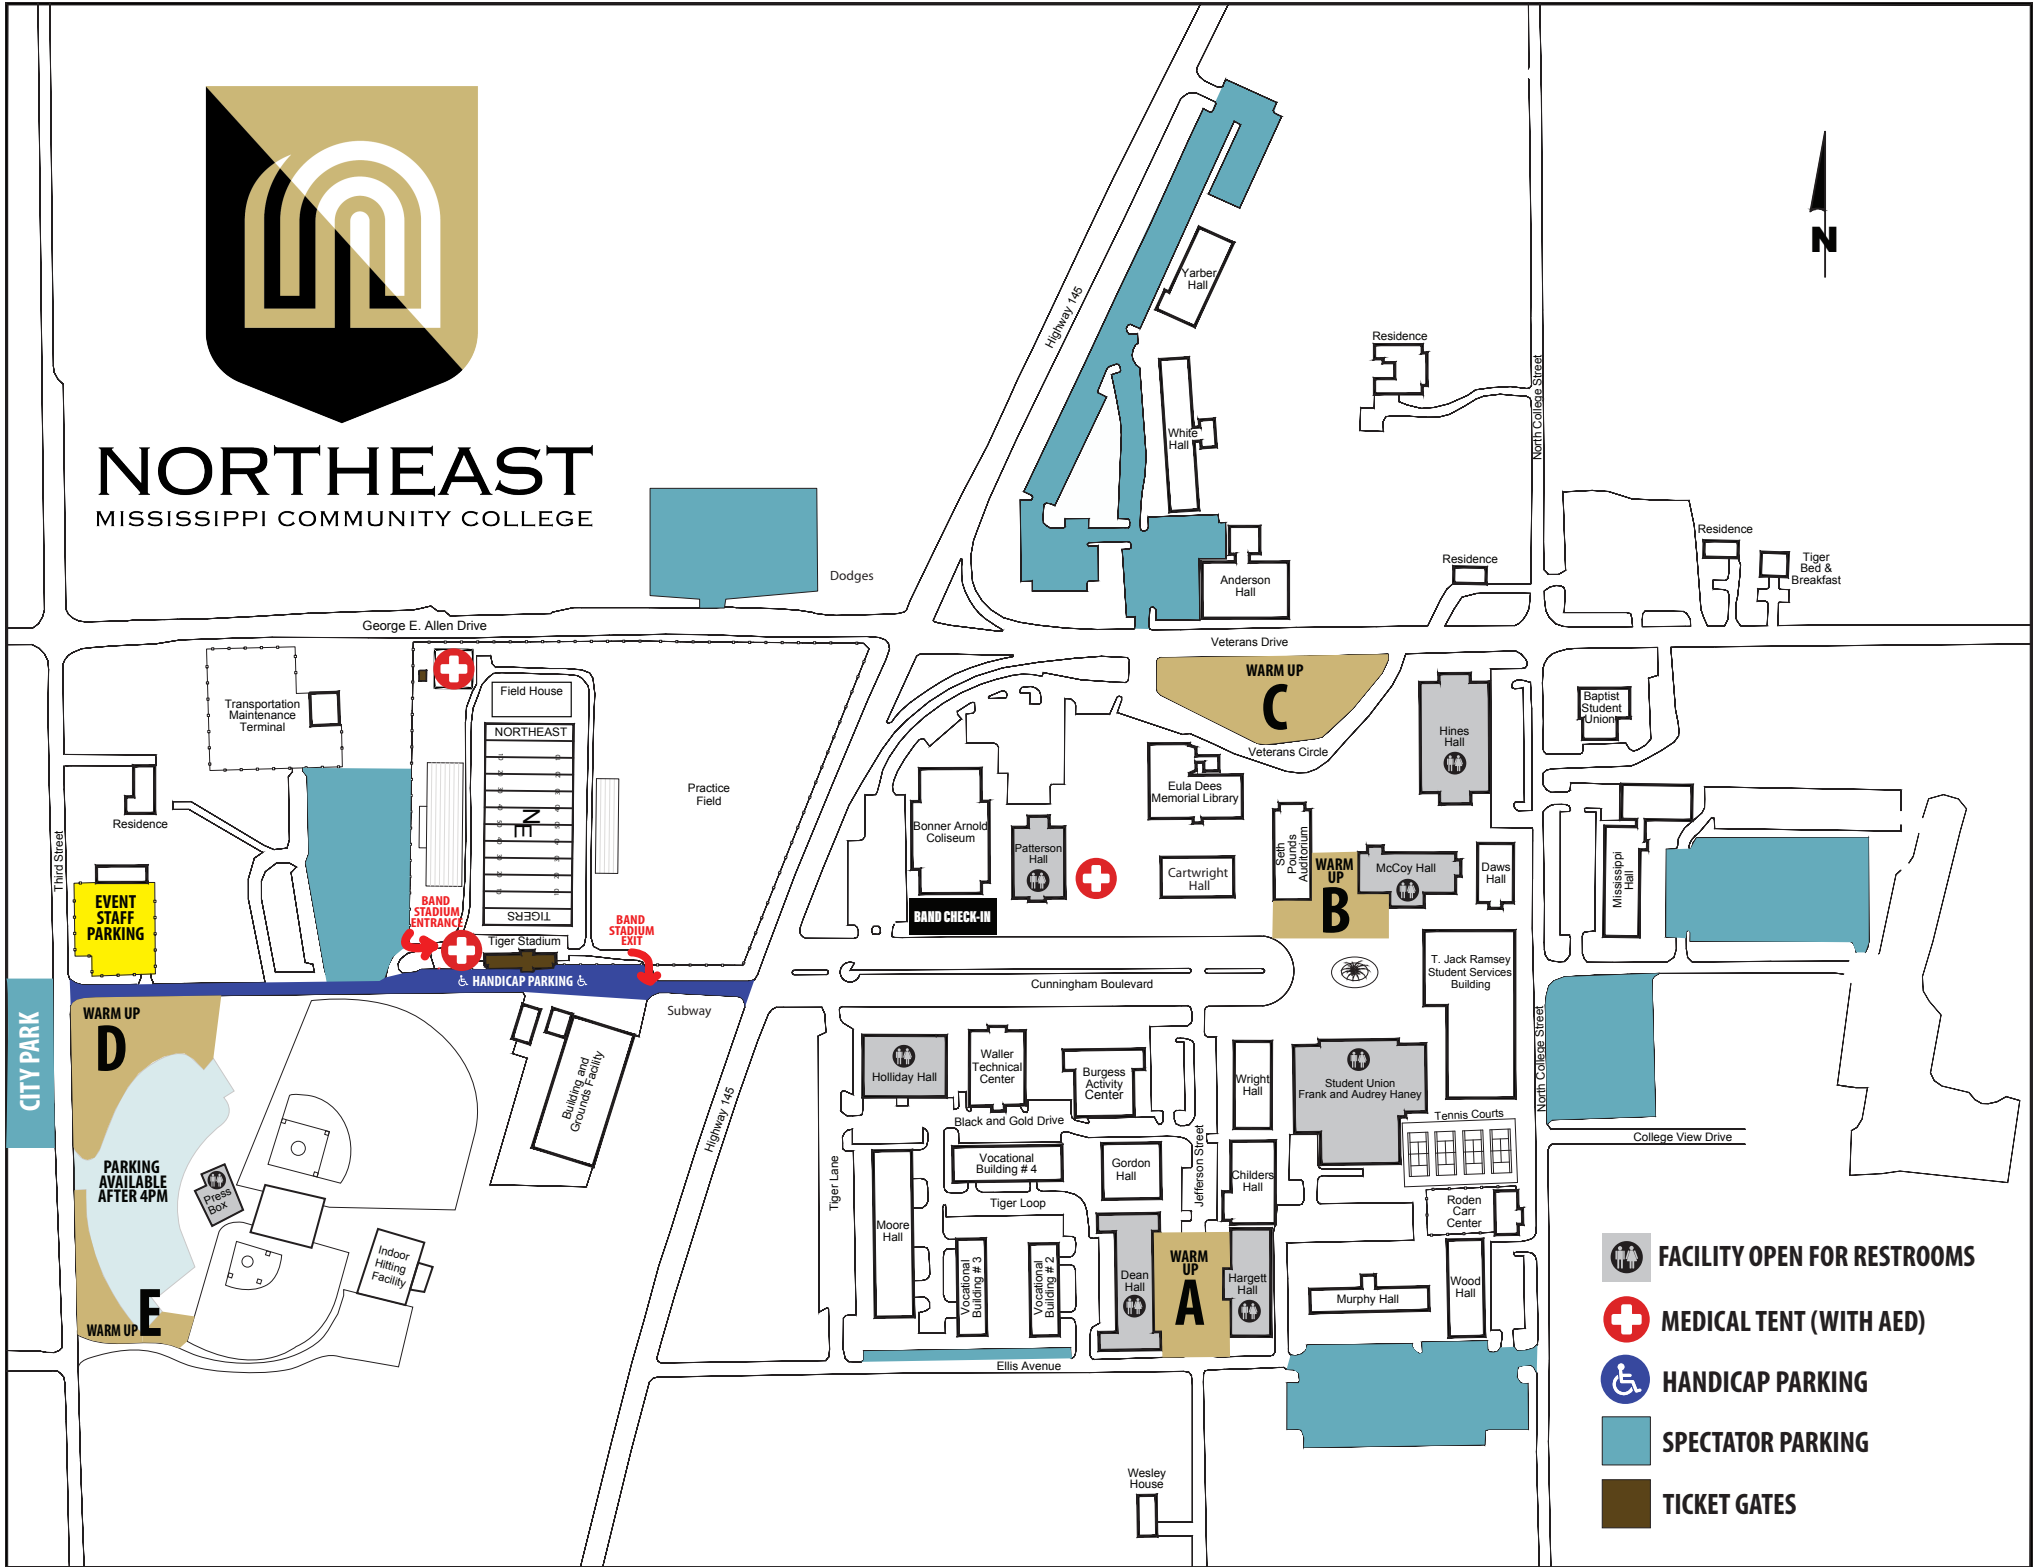 NORTHEAST
MISSISSIPPI COMMUNITY COLLEGE
N
Highway 145
Yarber
Hall
White
Hall
Residence
North College Street
Dodges
Anderson
Hall
Residence
Residence
Tiger
Bed &
Breakfast
George E. Allen Drive
Veterans Drive
WARM UP
C
Veterans Circle
Transportation
Maintenance
Terminal
Field House
NORTHEAST
NE
TIGERS
Tiger Stadium
Practice
Field
Residence
Third Street
EVENT
STAFF
PARKING
BAND
STADIUM
ENTRANCE
BAND
STADIUM
EXIT
HANDICAP PARKING
Subway
Bonner Arnold
Coliseum
BAND CHECK-IN
Patterson
Hall
Eula Dees
Memorial Library
Cartwright
Hall
Seth
Pounds
Auditorium
WARM
UP
B
McCoy Hall
Daws
Hall
Hines
Hall
Baptist
Student
Union
Mississippi
Hall
T. Jack Ramsey
Student Services
Building
Cunningham Boulevard
CITY PARK
WARM UP
D
PARKING
AVAILABLE
AFTER 4PM
Press
Box
WARM UP
E
Indoor
Hitting
Facility
Building and
Grounds Facility
Highway 145
Holliday Hall
Waller
Technical
Center
Burgess
Activity
Center
Wright
Hall
Student Union
Frank and Audrey Haney
Tennis Courts
North College Street
College View Drive
Black and Gold Drive
Vocational
Building # 4
Gordon
Hall
Jefferson Street
Childers
Hall
Tiger Lane
Tiger Loop
Moore
Hall
Vocational
Building # 3
Vocational
Building # 2
Dean
Hall
WARM
UP
A
Hargett
Hall
Roden
Carr
Center
Murphy Hall
Wood
Hall
Ellis Avenue
Wesley
House
FACILITY OPEN FOR RESTROOMS
MEDICAL TENT (WITH AED)
HANDICAP PARKING
SPECTATOR PARKING
TICKET GATES